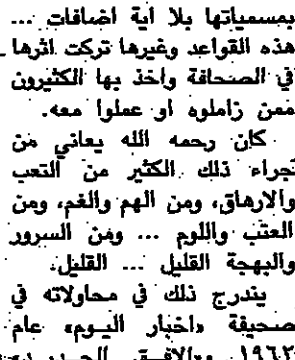 بمسمياتها بلا اية اضافات ...
هذه القواعد وغيرها تركت اثرها
في الصحافة واخذ بها الكثيرون
ممن زاملوه او عملوا معه.
كان رحمه الله يعاني من
جراء ذلك الكثير من التعب
والارهاق، ومن الهم والغم، ومن
العتب واللوم ... ومن السرور
والبهجة القليل ... القليل.
يندرج ذلك في محاولاته في
صحيفة «اخبار اليوم» عام
١٩٦٢